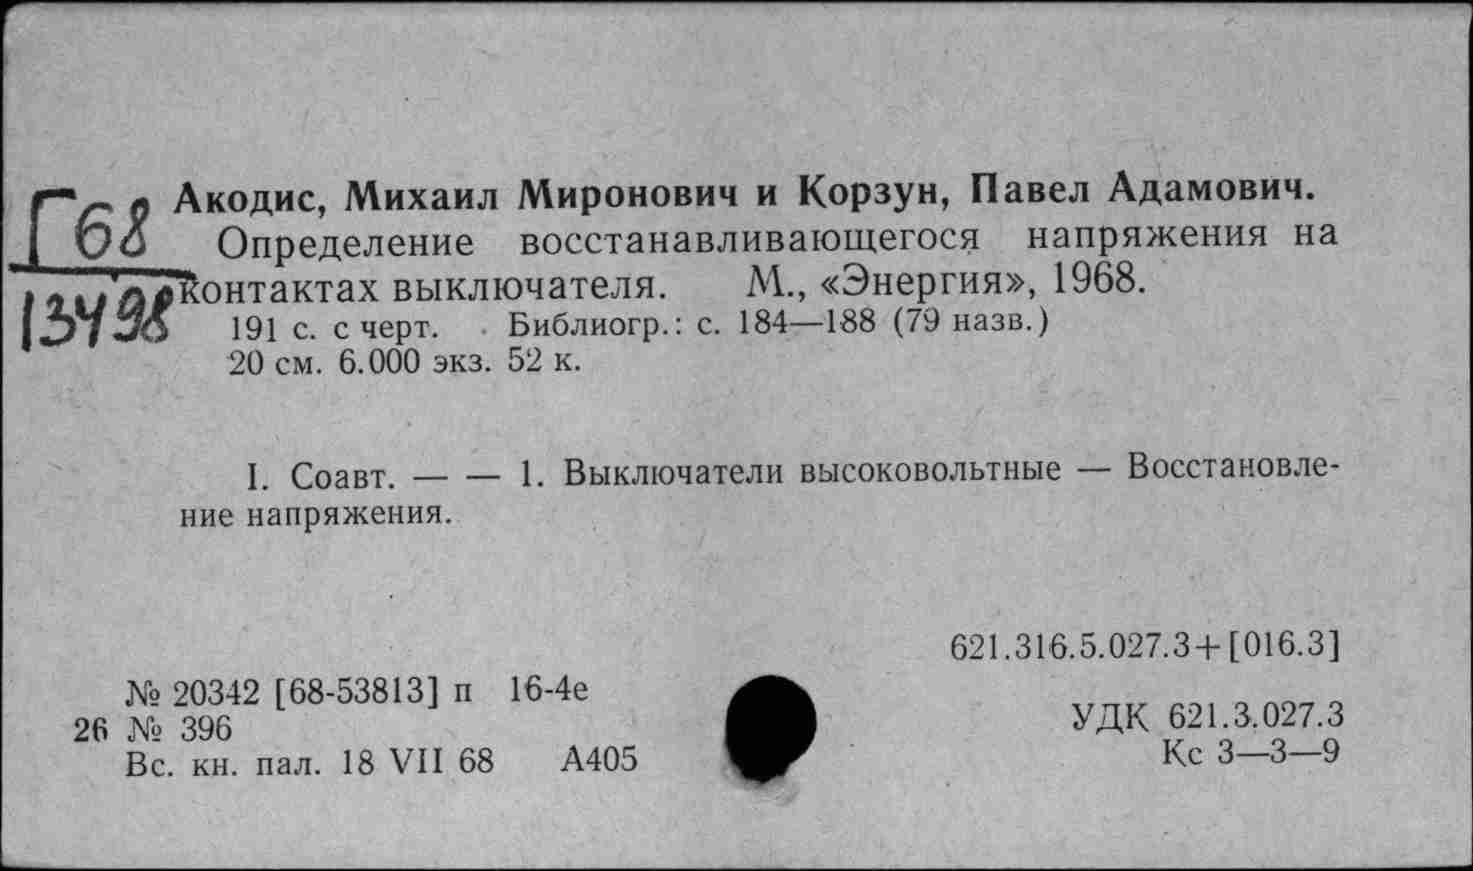 Г68
13498
Акодис, Михаил Миронович и Корзун, Павел Адамович.
Определение восстанавливающегося напряжения на
контактах выключателя. М., «Энергия», 1968.
191 с. с черт. Библиогр.: с. 184—188 (79 назв.)
20 см. 6.000 экз. 52 к.
I. Соавт. — — 1. Выключатели высоковольтные — Восстановле-
ние напряжения.
621.316.5.027.3+[016.3]
№ 20342 [68-53813] п 16-4е
26 № 396
Вс. кн. пал. 18 VII 68 А405
УДК 621.3.027.3
Кс 3—3—9